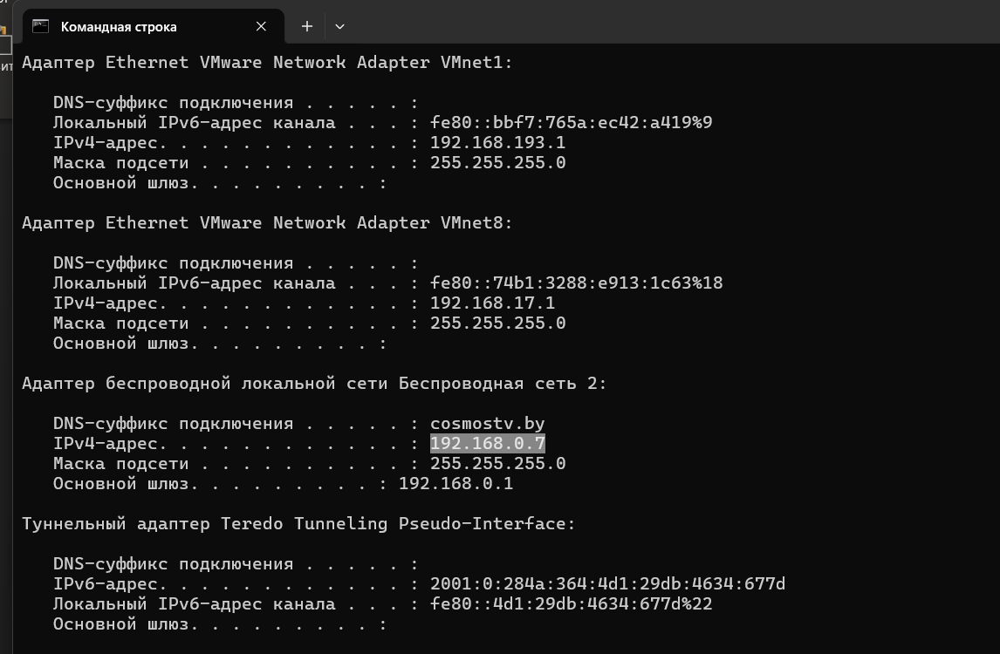 Командная строка
Адаптер Ethernet VMware Network Adapter VMnet1:
DNS-суффикс подключения . . . . . :
Локальный IPv6-адрес канала . . . : fe80::bbf7:765a:ec42:a419%9
IPv4-адрес. . . . . . . . . . . . : 192.168.193.1
Маска подсети . . . . . . . . . . : 255.255.255.0
Основной шлюз. . . . . . . . . :
Адаптер Ethernet VMware Network Adapter VMnet8:
DNS-суффикс подключения . . . . . :
Локальный IPv6-адрес канала . . . : fe80::74b1:3288:e913:1c63%18
IPv4-адрес. . . . . . . . . . . . : 192.168.17.1
Маска подсети . . . . . . . . . . : 255.255.255.0
Основной шлюз. . . . . . . . . :
Адаптер беспроводной локальной сети Беспроводная сеть 2:
DNS-суффикс подключения . . . . . : cosmostv.by
IPv4-адрес. . . . . . . . . . . . : 192.168.0.7
Маска подсети . . . . . . . . . . : 255.255.255.0
Основной шлюз. . . . . . . . . : 192.168.0.1
Туннельный адаптер Teredo Tunneling Pseudo-Interface:
DNS-суффикс подключения . . . . . :
IPv6-адрес. . . . . . . . . . . . : 2001:0:284a:364:4d1:29db:4634:677d
Локальный IPv6-адрес канала . . . : fe80::4d1:29db:4634:677d%22
Основной шлюз. . . . . . . . . :